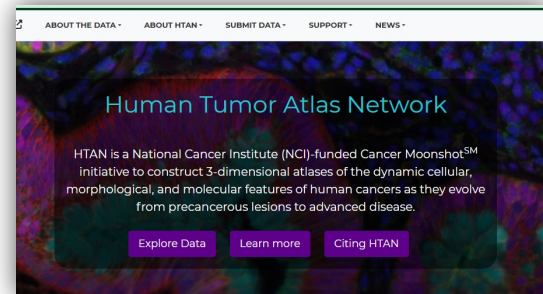 ABOUT THE DATA ABOUT HTAN SUBMIT DATA SUPPORT NEWS
Human Tumor Atlas Network
HTAN is a National Cancer Institute (NCI)-funded Cancer Moonshot℠
initiative to construct 3-dimensional atlases of the dynamic cellular,
morphological, and molecular features of human cancers as they evolve
from precancerous lesions to advanced disease.
Explore Data Learn more Citing HTAN